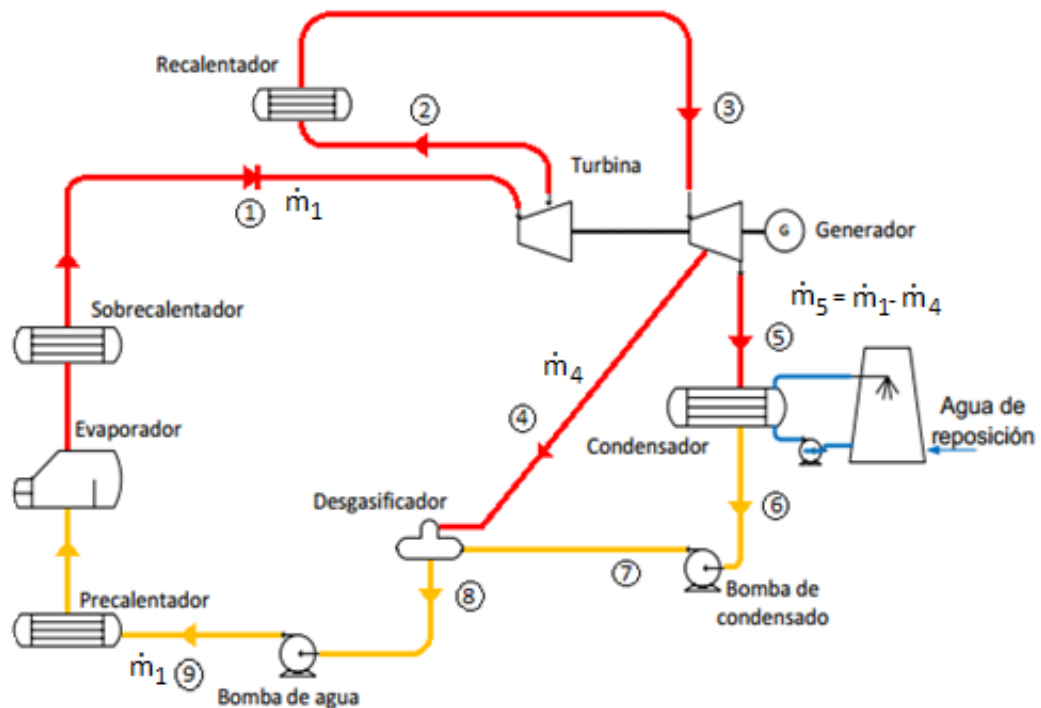 Recalentador
②
③
Turbina
①
ṁ₁
G
Generador
ṁ₅ = ṁ₁- ṁ₄
Sobrecalentador
⑤
ṁ₄
④
Agua de
reposición
Evaporador
Condensador
Desgasificador
⑥
⑦
⑧
Bomba de
condensado
Precalentador
ṁ₁ ⑨
Bomba de agua